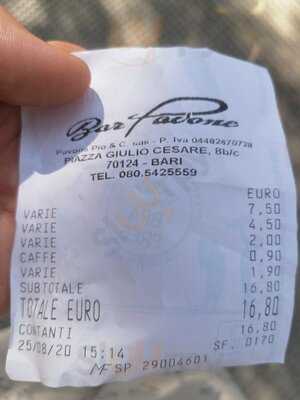 Bar Pavone
Pavone Pio & C. sas - P. Iva 04482670728
PIAZZA GIULIO CESARE, 8b/c
70124 - BARI
TEL. 080.5425559
EURO
VARIE 7,50
VARIE 4,50
VARIE 2,00
CAFFE 0,90
VARIE 1,90
SUBTOTALE 16,80
TOTALE EURO 16,80
CONTANTI 16,80
25/08/20 15:14 SF. 0170
MF SP 29004601